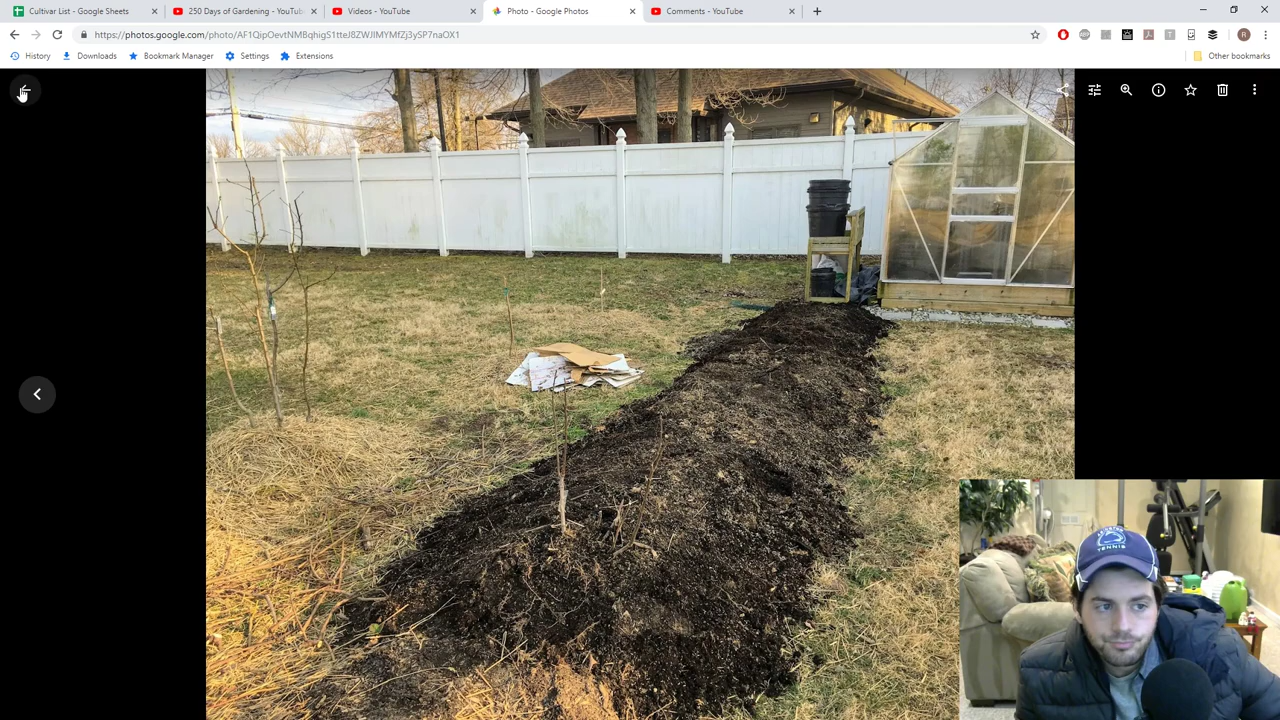 Cultivar List - Google Sheets
250 Days of Gardening - YouTub
Videos - YouTube
Photo - Google Photos
Comments - YouTube
https://photos.google.com/photo/AF1QipOevtNMBqhigS1tteJ8ZWJIMYMfZj3ySP7naOX1
R
History
Downloads
Bookmark Manager
Settings
Extensions
Other bookmarks
TENNIS